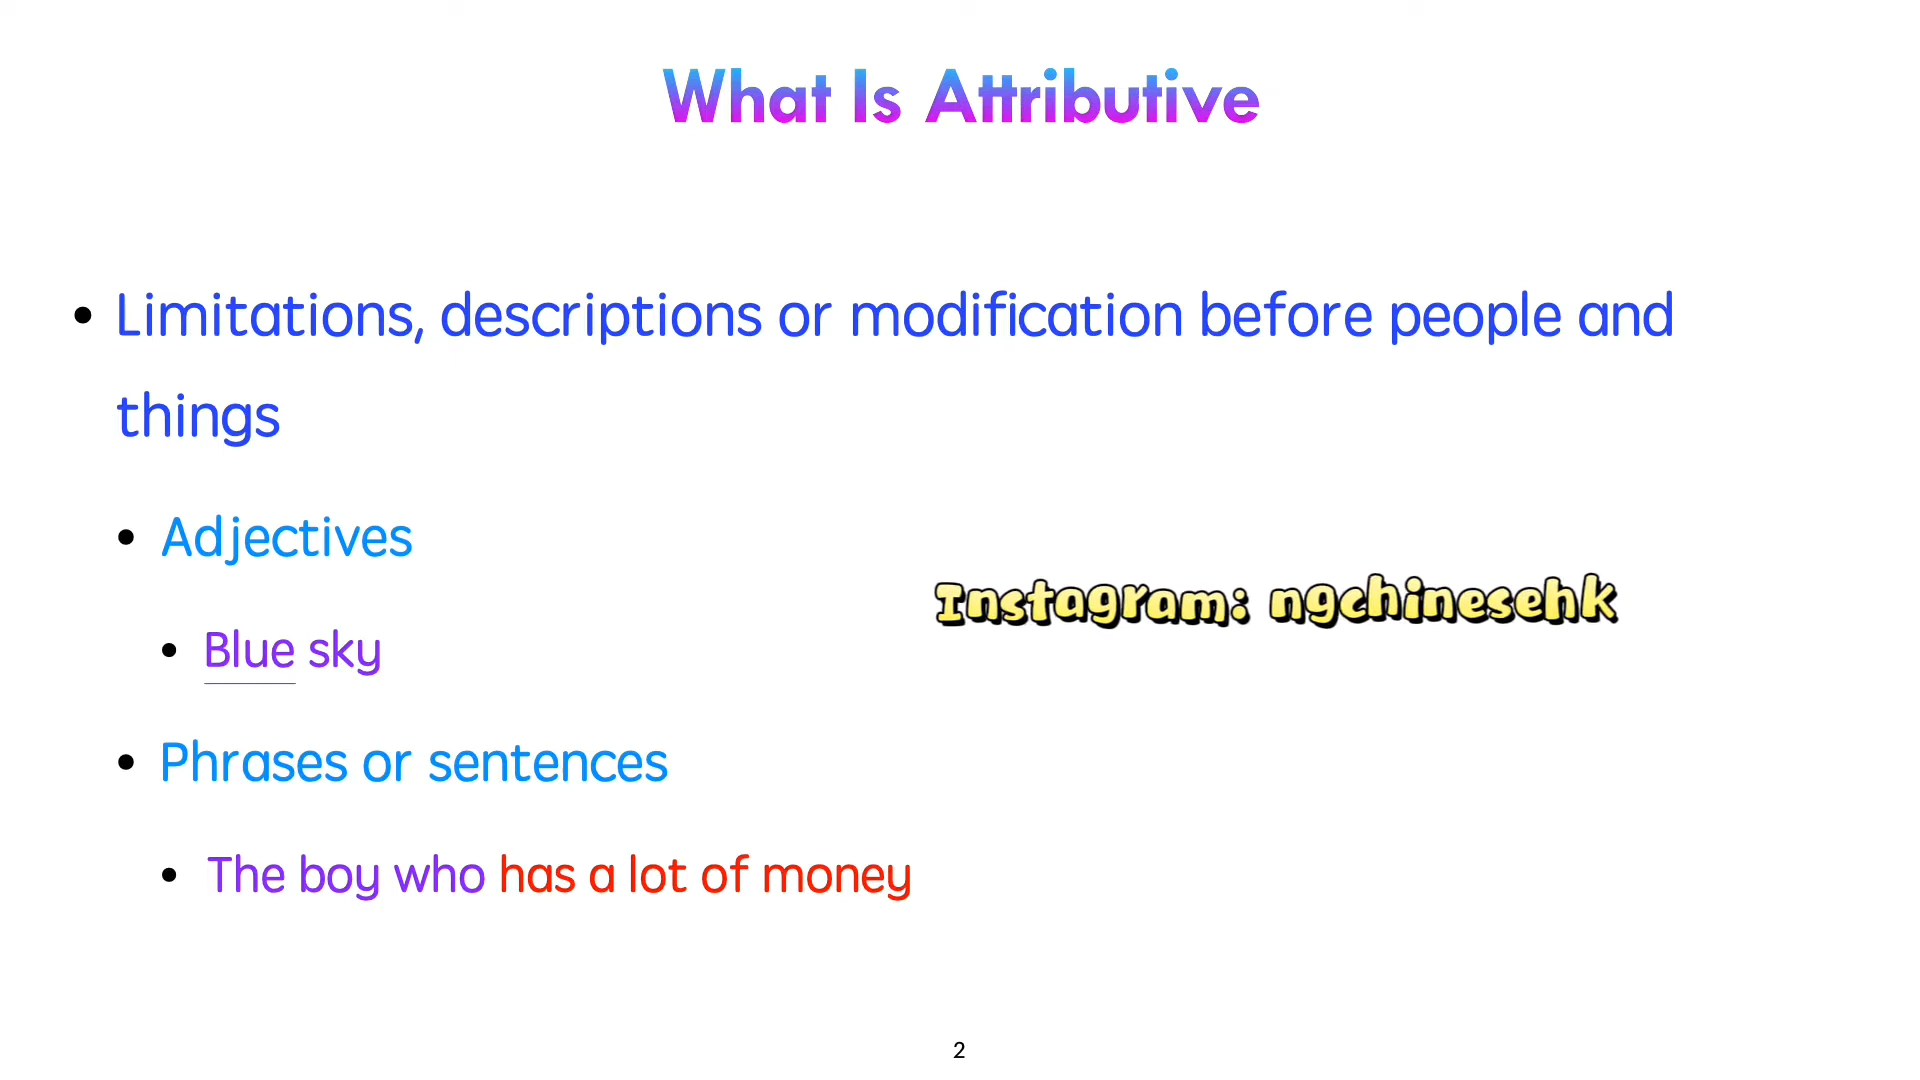 What Is Attributive
• Limitations, descriptions or modification before people and
things
• Adjectives
Instagram: ngchinesehk
• Blue sky
• Phrases or sentences
• The boy who has a lot of money
2